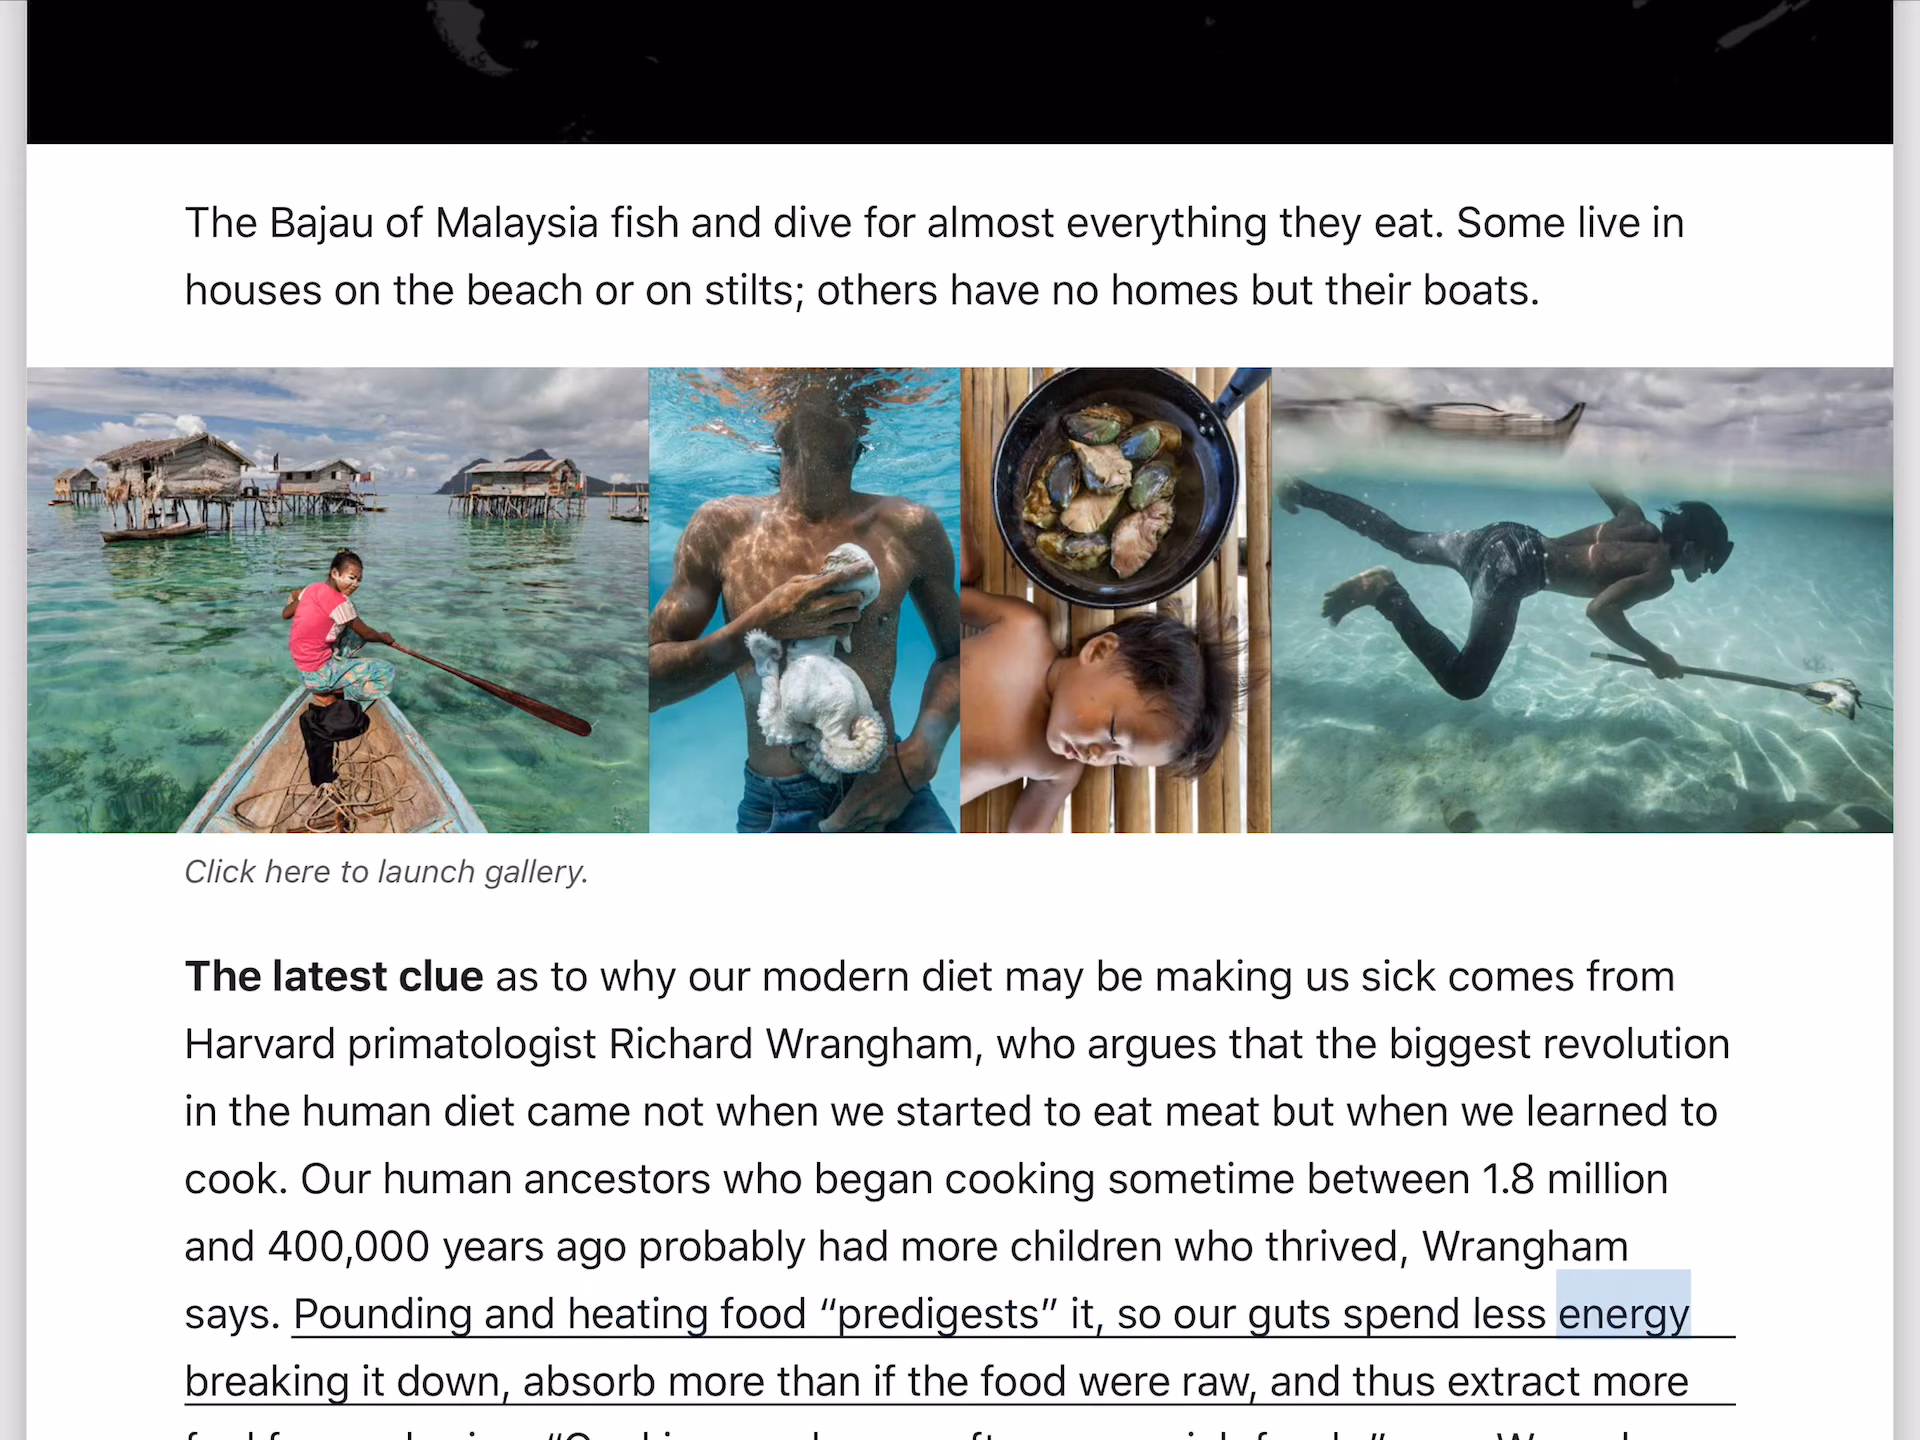 The Bajau of Malaysia fish and dive for almost everything they eat. Some live in
houses on the beach or on stilts; others have no homes but their boats.
Click here to launch gallery.
The latest clue as to why our modern diet may be making us sick comes from
Harvard primatologist Richard Wrangham, who argues that the biggest revolution
in the human diet came not when we started to eat meat but when we learned to
cook. Our human ancestors who began cooking sometime between 1.8 million
and 400,000 years ago probably had more children who thrived, Wrangham
says. Pounding and heating food “predigests” it, so our guts spend less energy
breaking it down, absorb more than if the food were raw, and thus extract more